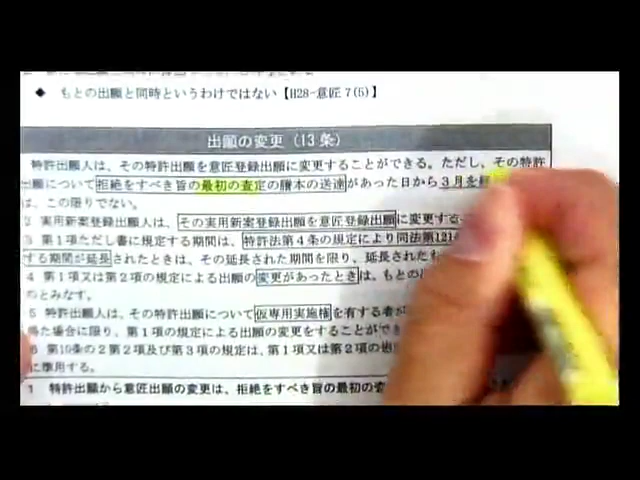 ◆ もとの出願と同時というわけではない【H28-意匠7(5)】
出願の変更(13条)
特許出願人は、その特許出願を意匠登録出願に変更することができる。ただし、その特許
出願について拒絶をすべき旨の最初の査定の謄本の送達があった日から3月を経
は、この限りでない。
2 実用新案登録出願人は、その実用新案登録出願を意匠登録出願に変更する
3 第1項ただし書に規定する期間は、特許法第4条の規定により同法第121
する期間が延長されたときは、その延長された期間を限り、延長されたも
4 第1項又は第2項の規定による出願の変更があったときは、もとの
のとみなす。
5 特許出願人は、その特許出願について仮専用実施権を有する者が
得た場合に限り、第1項の規定による出願の変更をすることができ
6 第10条の2第2項及び第3項の規定は、第1項又は第2項の
に準用する。
1 特許出願から意匠出願の変更は、拒絶をすべき旨の最初の査